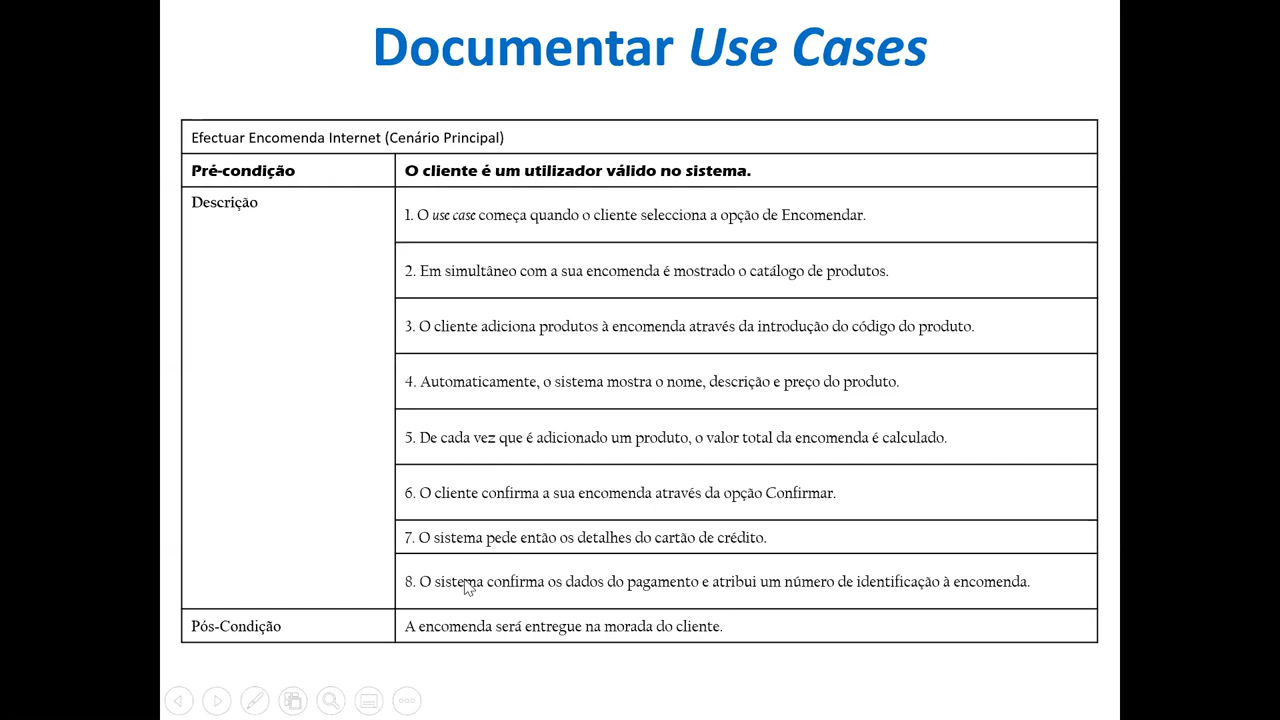 Documentar Use Cases
Efectuar Encomenda Internet (Cenário Principal)
Pré-condição
O cliente é um utilizador válido no sistema.
Descrição
1. O use case começa quando o cliente selecciona a opção de Encomendar.
2. Em simultâneo com a sua encomenda é mostrado o catálogo de produtos.
3. O cliente adiciona produtos à encomenda através da introdução do código do produto.
4. Automaticamente, o sistema mostra o nome, descrição e preço do produto.
5. De cada vez que é adicionado um produto, o valor total da encomenda é calculado.
6. O cliente confirma a sua encomenda através da opção Confirmar.
7. O sistema pede então os detalhes do cartão de crédito.
8. O sistema confirma os dados do pagamento e atribui um número de identificação à encomenda.
Pós-Condição
A encomenda será entregue na morada do cliente.